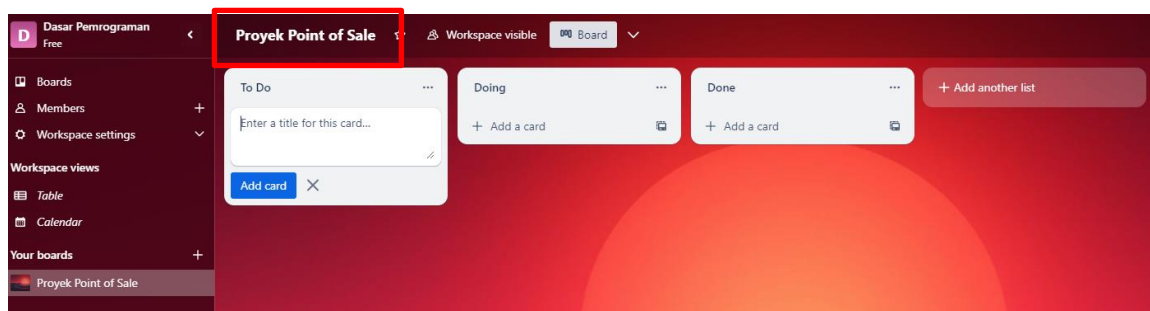 D
Dasar Pemrograman
Free
Boards
Members
Workspace settings
Workspace views
Table
Calendar
Your boards
Proyek Point of Sale
Proyek Point of Sale
Workspace visible
Board
To Do
Enter a title for this card...
Add card
Doing
+ Add a card
Done
+ Add a card
+ Add another list